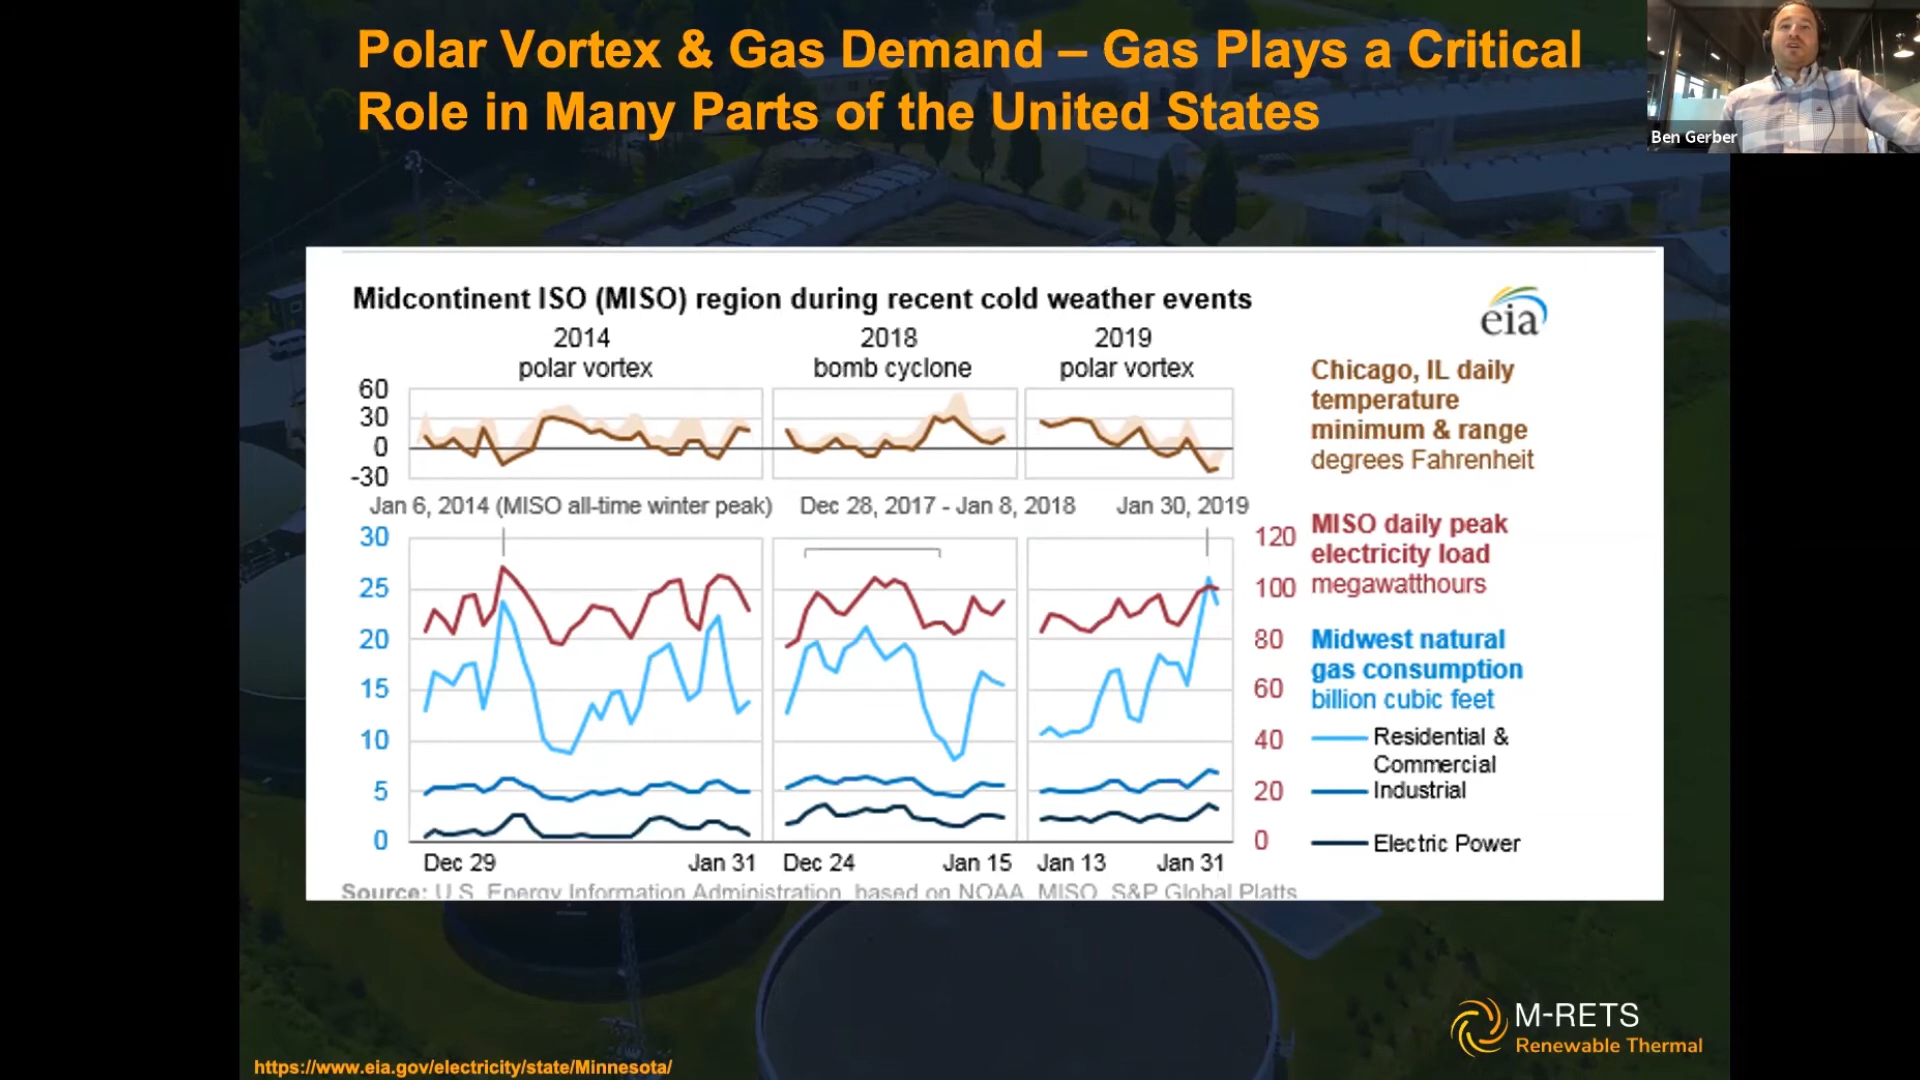 Polar Vortex & Gas Demand – Gas Plays a Critical
Role in Many Parts of the United States
Ben Gerber
Midcontinent ISO (MISO) region during recent cold weather events
eia
2014
polar vortex
2018
bomb cyclone
2019
polar vortex
60
30
0
-30
Chicago, IL daily
temperature
minimum & range
degrees Fahrenheit
Jan 6, 2014 (MISO all-time winter peak)
Dec 28, 2017 - Jan 8, 2018
Jan 30, 2019
30
25
20
15
10
5
0
120
100
80
60
40
20
0
MISO daily peak
electricity load
megawatthours
Midwest natural
gas consumption
billion cubic feet
Residential &
Commercial
Industrial
Electric Power
Dec 29
Jan 31
Dec 24
Jan 15
Jan 13
Jan 31
Source: U.S. Energy Information Administration, based on NOAA, MISO, S&P Global Platts
M-RETS
Renewable Thermal
https://www.eia.gov/electricity/state/Minnesota/